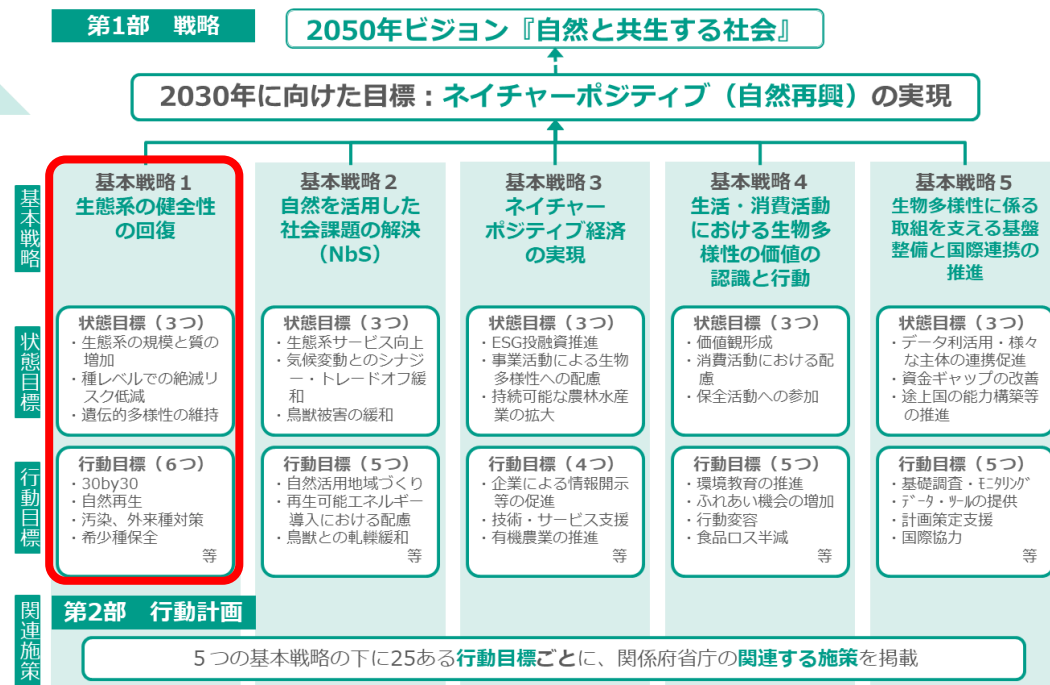 第1部 戦略
2050年ビジョン『自然と共生する社会』
2030年に向けた目標：ネイチャーポジティブ（自然再興）の実現
基本戦略
基本戦略１
生態系の健全性
の回復
基本戦略２
自然を活用した
社会課題の解決
（NbS）
基本戦略３
ネイチャー
ポジティブ経済
の実現
基本戦略４
生活・消費活動
における生物多
様性の価値の
認識と行動
基本戦略５
生物多様性に係る
取組を支える基盤
整備と国際連携の
推進
状態目標
状態目標（３つ）
・生態系の規模と質の
増加
・種レベルでの絶滅リ
スク低減
・遺伝的多様性の維持
状態目標（３つ）
・生態系サービス向上
・気候変動とのシナジ
ー・トレードオフ緩
和
・鳥獣被害の緩和
状態目標（３つ）
・ESG投融資推進
・事業活動による生物
多様性への配慮
・持続可能な農林水産
業の拡大
状態目標（３つ）
・価値観形成
・消費活動における配
慮
・保全活動への参加
状態目標（３つ）
・データ利活用・様々
な主体の連携促進
・資金ギャップの改善
・途上国の能力構築等
の推進
行動目標
行動目標（６つ）
・30by30
・自然再生
・汚染、外来種対策
・希少種保全
等
行動目標（５つ）
・自然活用地域づくり
・再生可能エネルギー
導入における配慮
・鳥獣との軋轢緩和
等
行動目標（４つ）
・企業による情報開示
等の促進
・技術・サービス支援
・有機農業の推進
等
行動目標（５つ）
・環境教育の推進
・ふれあい機会の増加
・行動変容
・食品ロス半減
等
行動目標（５つ）
・基礎調査・ﾓﾆﾀﾘﾝｸﾞ
・ﾃﾞｰﾀ・ﾂｰﾙの提供
・計画策定支援
・国際協力
等
関連施策
第2部 行動計画
５つの基本戦略の下に25ある行動目標ごとに、関係府省庁の関連する施策を掲載